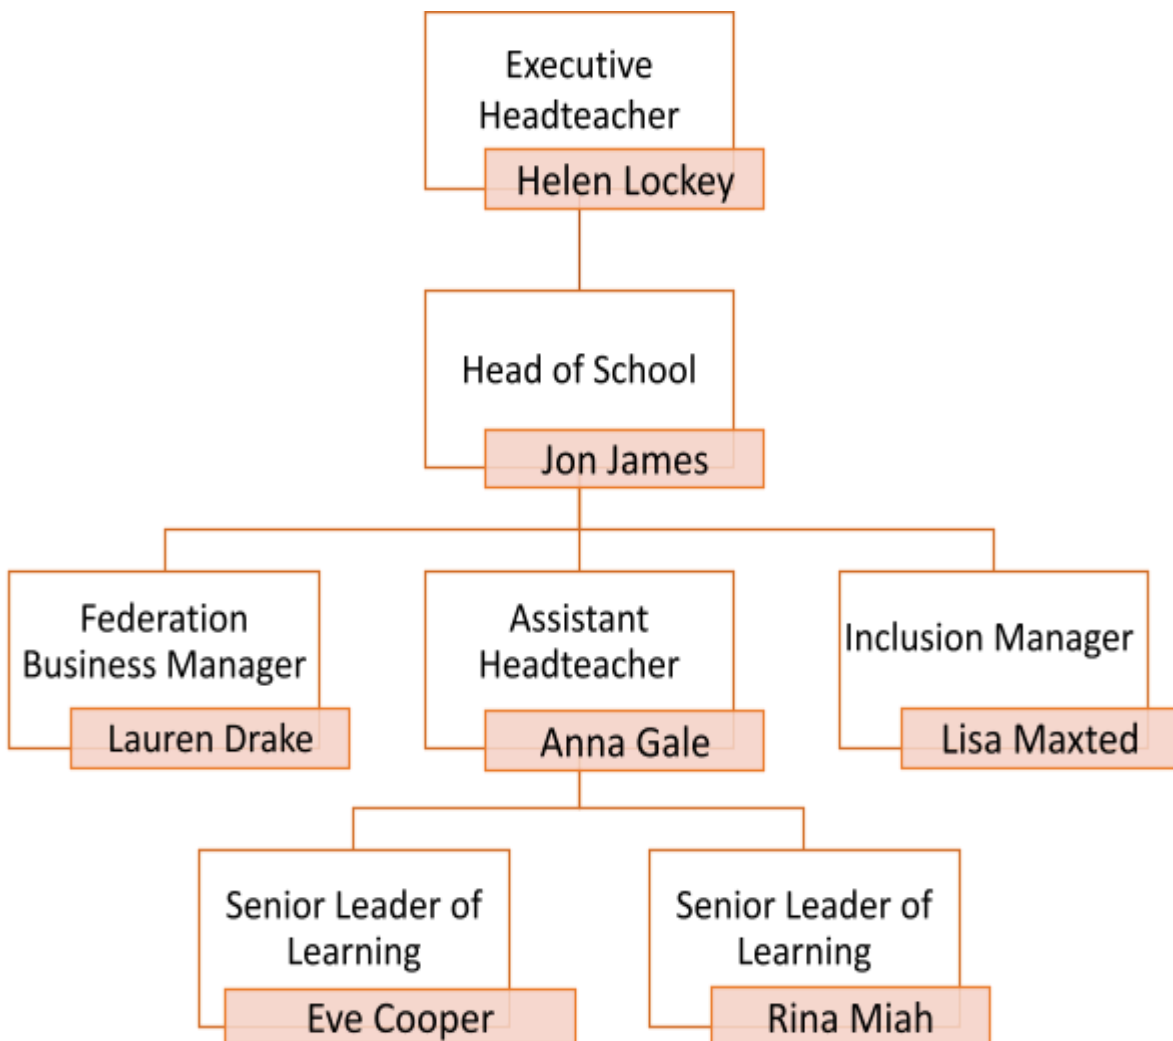 Executive
Headteacher
Helen Lockey
Head of School
Jon James
Federation
Business Manager
Lauren Drake
Assistant
Headteacher
Anna Gale
Inclusion Manager
Lisa Maxted
Senior Leader of
Learning
Eve Cooper
Senior Leader of
Learning
Rina Miah